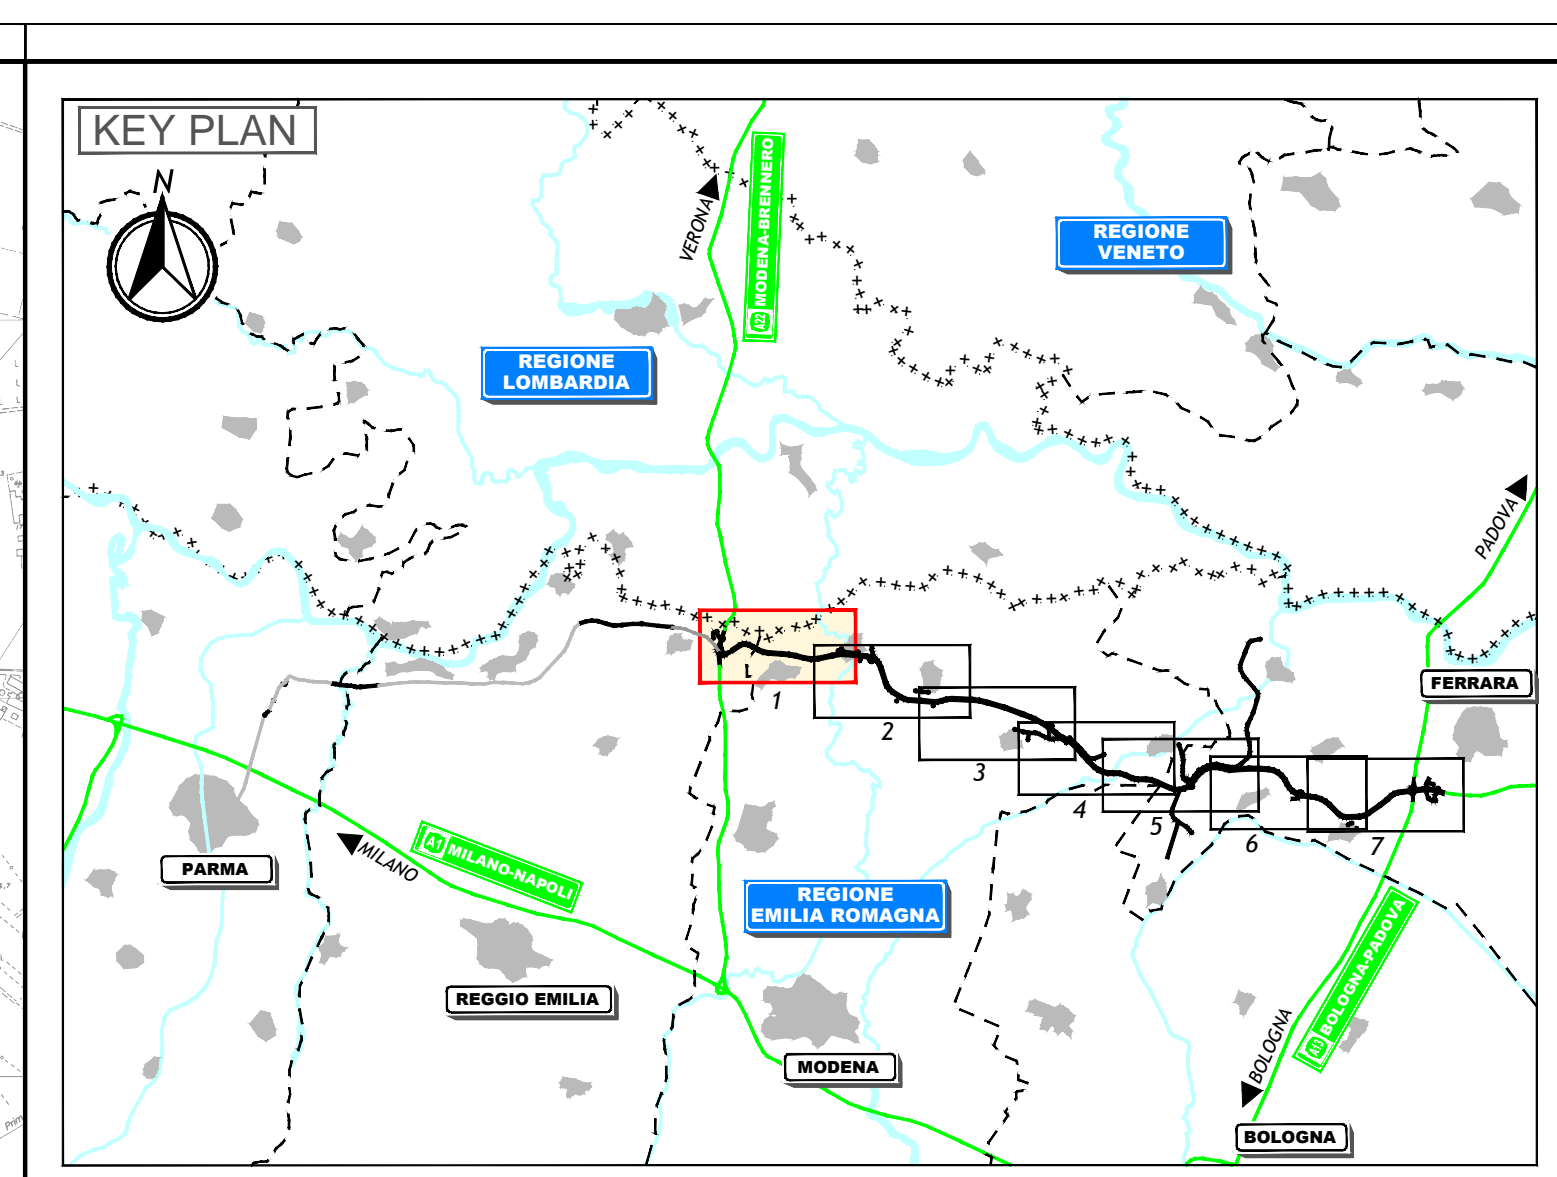 KEY PLAN
N
VERONA
A22 MODENA-BRENNERO
REGIONE
VENETO
REGIONE
LOMBARDIA
PADOVA
FERRARA
1
2
3
4
5
6
7
PARMA
MILANO
A1 MILANO-NAPOLI
REGIONE
EMILIA ROMAGNA
REGGIO EMILIA
MODENA
A13 BOLOGNA-PADOVA
BOLOGNA
BOLOGNA
Prim